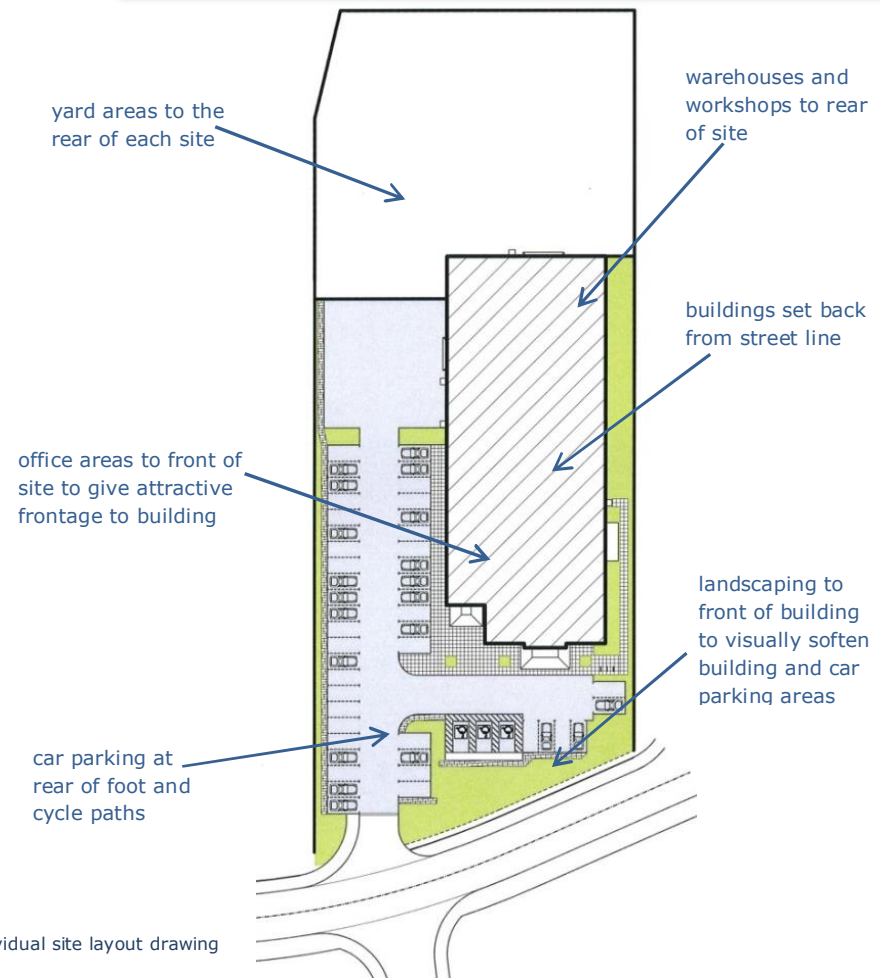 yard areas to the
rear of each site
warehouses and
workshops to rear
of site
buildings set back
from street line
office areas to front of
site to give attractive
frontage to building
landscaping to
front of building
to visually soften
building and car
parking areas
car parking at
rear of foot and
cycle paths
site layout drawing